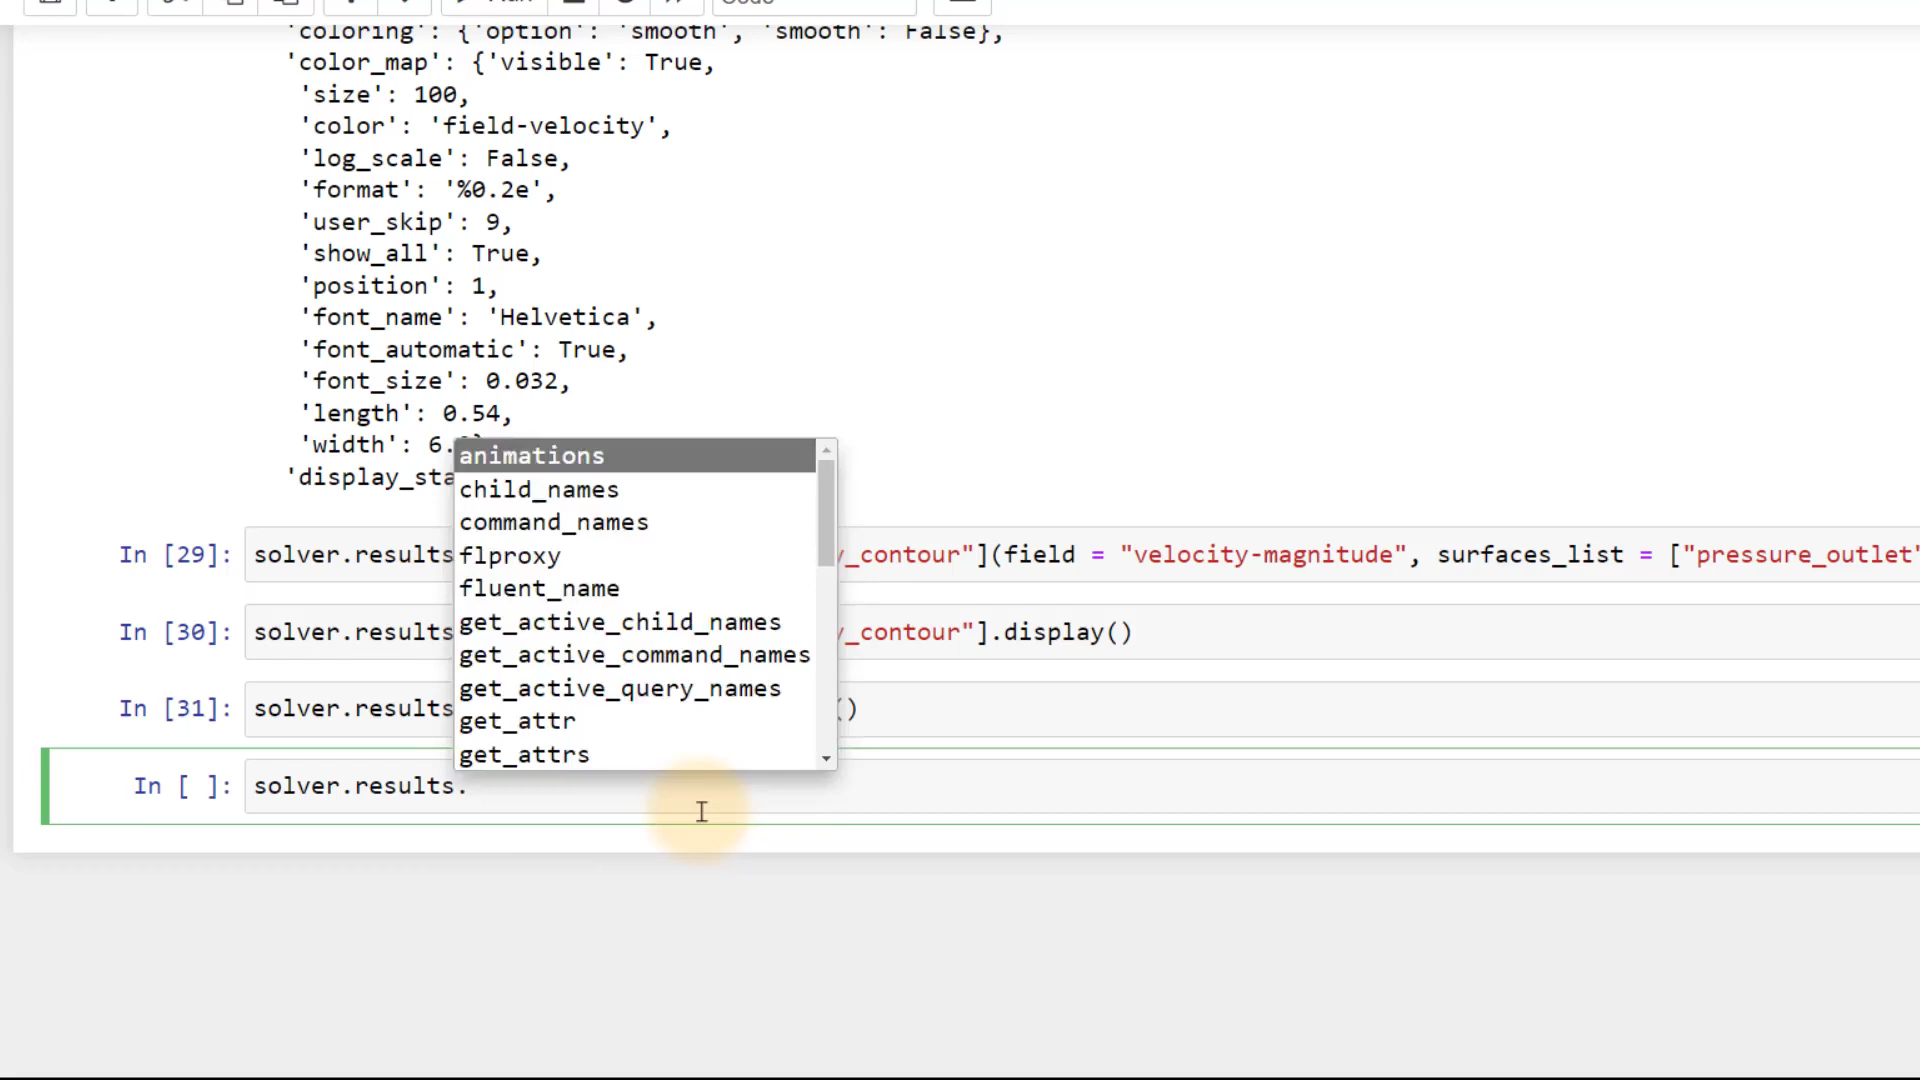 'coloring': {'option': 'smooth', 'smooth': False},
'color_map': {'visible': True,
'size': 100,
'color': 'field-velocity',
'log_scale': False,
'format': '%0.2e',
'user_skip': 9,
'show_all': True,
'position': 1,
'font_name': 'Helvetica',
'font_automatic': True,
'font_size': 0.032,
'length': 0.54,
'width': 6.
'display_sta
animations
child_names
command_names
flproxy
fluent_name
get_active_child_names
get_active_command_names
get_active_query_names
get_attr
get_attrs
In [29]: solver.results y_contour"](field = "velocity-magnitude", surfaces_list = ["pressure_outlet"
In [30]: solver.results y_contour"].display()
In [31]: solver.results ()
In [ ]: solver.results.